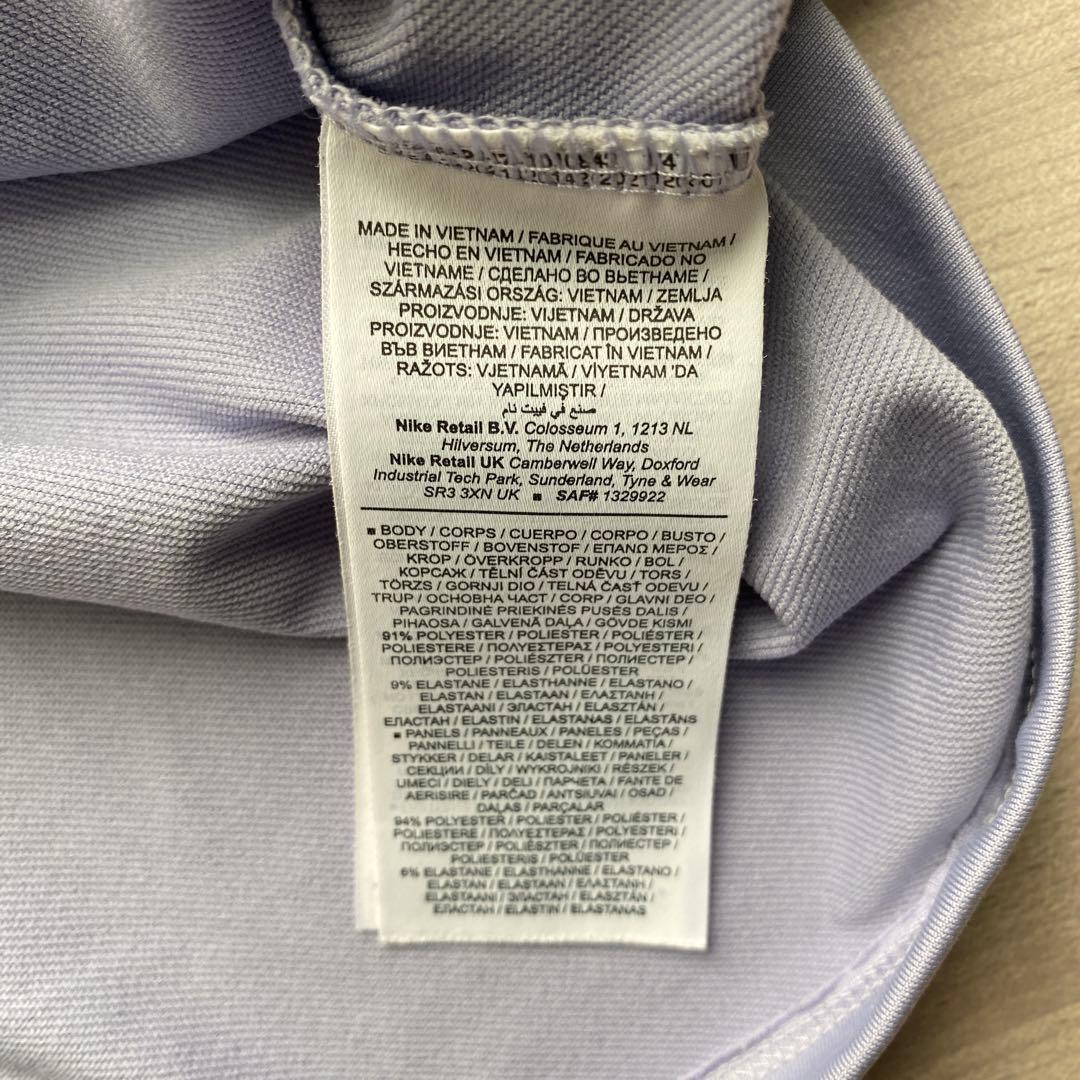 MADE IN VIETNAM / FABRIQUE AU VIETNAM /
HECHO EN VIETNAM / FABRICADO NO
VIETNAME / СДЕЛАНО ВО ВЬЕТНАМЕ /
SZÁRMAZÁSI ORSZÁG: VIETNAM / ZEMLJA
PROIZVODNJE: VIJETNAM / DRŽAVA
PROIZVODNJE: VIETNAM / ПРОИЗВЕДЕНО
ВЪВ ВИЕТНАМ / FABRICAT ÎN VIETNAM /
RAŽOTS: VJETNAMĀ / VİYETNAM 'DA
YAPILMIŞTIR /
صنع في فييت نام
Nike Retail B.V. Colosseum 1, 1213 NL
Hilversum, The Netherlands
Nike Retail UK Camberwell Way, Doxford
Industrial Tech Park, Sunderland, Tyne & Wear
SR3 3XN UK ■ SAF# 1329922
■ BODY / CORPS / CUERPO / CORPO / BUSTO /
OBERSTOFF / BOVENSTOF / ΕΠΑΝΩ ΜΕΡΟΣ /
KROP / ÖVERKROPP / RUNKO / BOL /
КОРСАЖ / TĚLNÍ ČÁST ODĚVU / TORS /
TÖRZS / GORNJI DIO / TELNÁ ČASŤ ODEVU /
TRUP / ОСНОВНА ЧАСТ / CORP / GLAVNI DEO /
PAGRINDINĖ PRIEKINĖS PUSĖS DALIS /
PIHAOSA / GALVENĀ DAĻA / GÖVDE KISMI
91% POLYESTER / POLIESTER / POLIÉSTER /
POLIESTERE / ΠΟΛΥΕΣΤΕΡΑΣ / POLYESTERI /
ПОЛИЭСТЕР / POLIÉSZTER / ПОЛИЕСТЕР /
POLIESTERIS / POLÜESTER
9% ELASTANE / ELASTHANNE / ELASTANO /
ELASTAN / ELASTAAN / ΕΛΑΣΤΑΝΗ /
ELASTAANI / ЭЛАСТАН / ELASZTÁN /
ЕЛАСТАН / ELASTIN / ELASTANAS / ELASTĀNS
■ PANELS / PANNEAUX / PANELES / PEÇAS /
PANNELLI / TEILE / DELEN / ΚΟΜΜΑΤΙΑ /
STYKKER / DELAR / KAISTALEET / PANELER /
СЕКЦИИ / DÍLY / WYKROJNIKI / RÉSZEK /
UMECI / DIELY / DELI / ПАРЧЕТА / FANTE DE
AERISIRE / PARČAD / ANTSIUVAI / OSAD /
DAĻAS / PARÇALAR
94% POLYESTER / POLIESTER / POLIÉSTER /
POLIESTERE / ΠΟΛΥΕΣΤΕΡΑΣ / POLYESTERI /
ПОЛИЭСТЕР / POLIÉSZTER / ПОЛИЕСТЕР /
POLIESTERIS / POLÜESTER
6% ELASTANE / ELASTHANNE / ELASTANO /
ELASTAN / ELASTAAN / ΕΛΑΣΤΑΝΗ /
ELASTAANI / ЭЛАСТАН / ELASZTÁN /
ЕЛАСТАН / ELASTIN / ELASTANAS